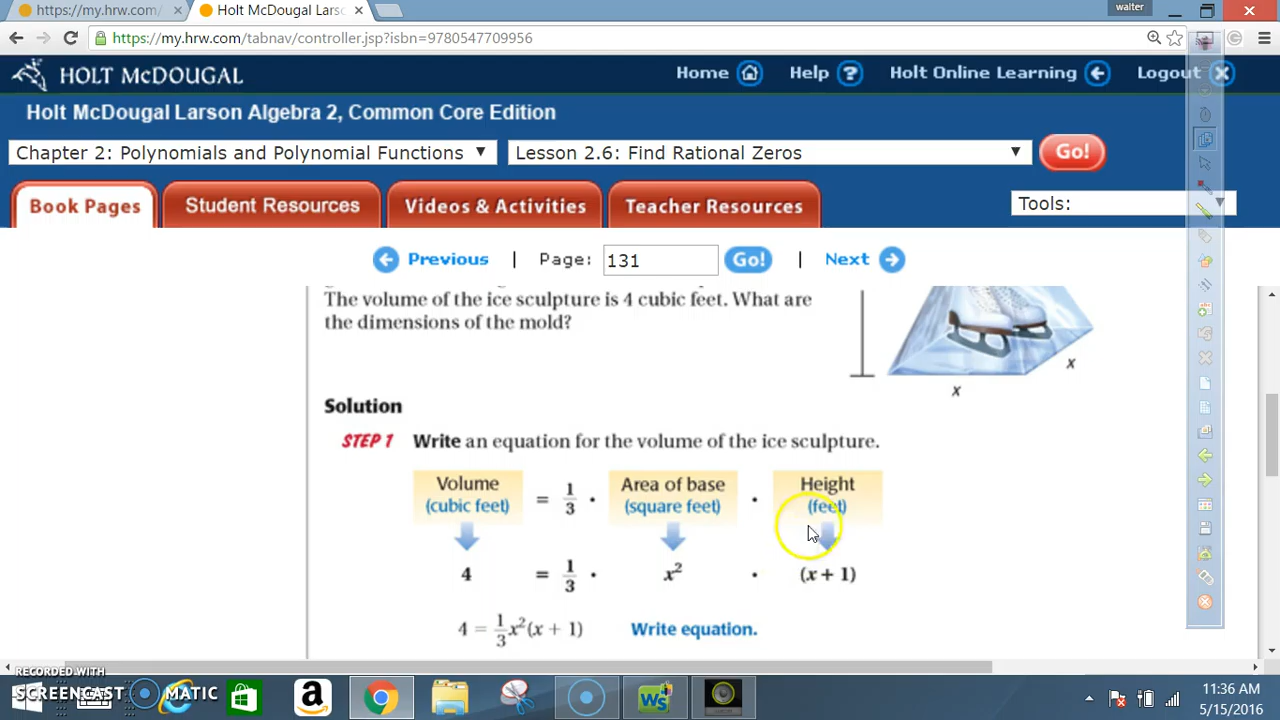 https://my.hrw.com/tabnav/
Holt McDougal Lars
walter
https://my.hrw.com/tabnav/controller.jsp?isbn=9780547709956
HOLT McDOUGAL
Home
Help
Holt Online Learning
Logout
Holt McDougal Larson Algebra 2, Common Core Edition
Chapter 2: Polynomials and Polynomial Functions
Lesson 2.6: Find Rational Zeros
Go!
Book Pages
Student Resources
Videos & Activities
Teacher Resources
Tools:
Previous | Page: 131 Go! | Next
The volume of the ice sculpture is 4 cubic feet. What are
the dimensions of the mold?
x
x
Solution
STEP 1 Write an equation for the volume of the ice sculpture.
Volume (cubic feet) = 1/3 · Area of base (square feet) · Height (feet)
4 = 1/3 · x² · (x + 1)
4 = 1/3 x²(x + 1) Write equation.
RECORDED WITH
SCREENCAST MATIC
WS
11:36 AM
5/15/2016